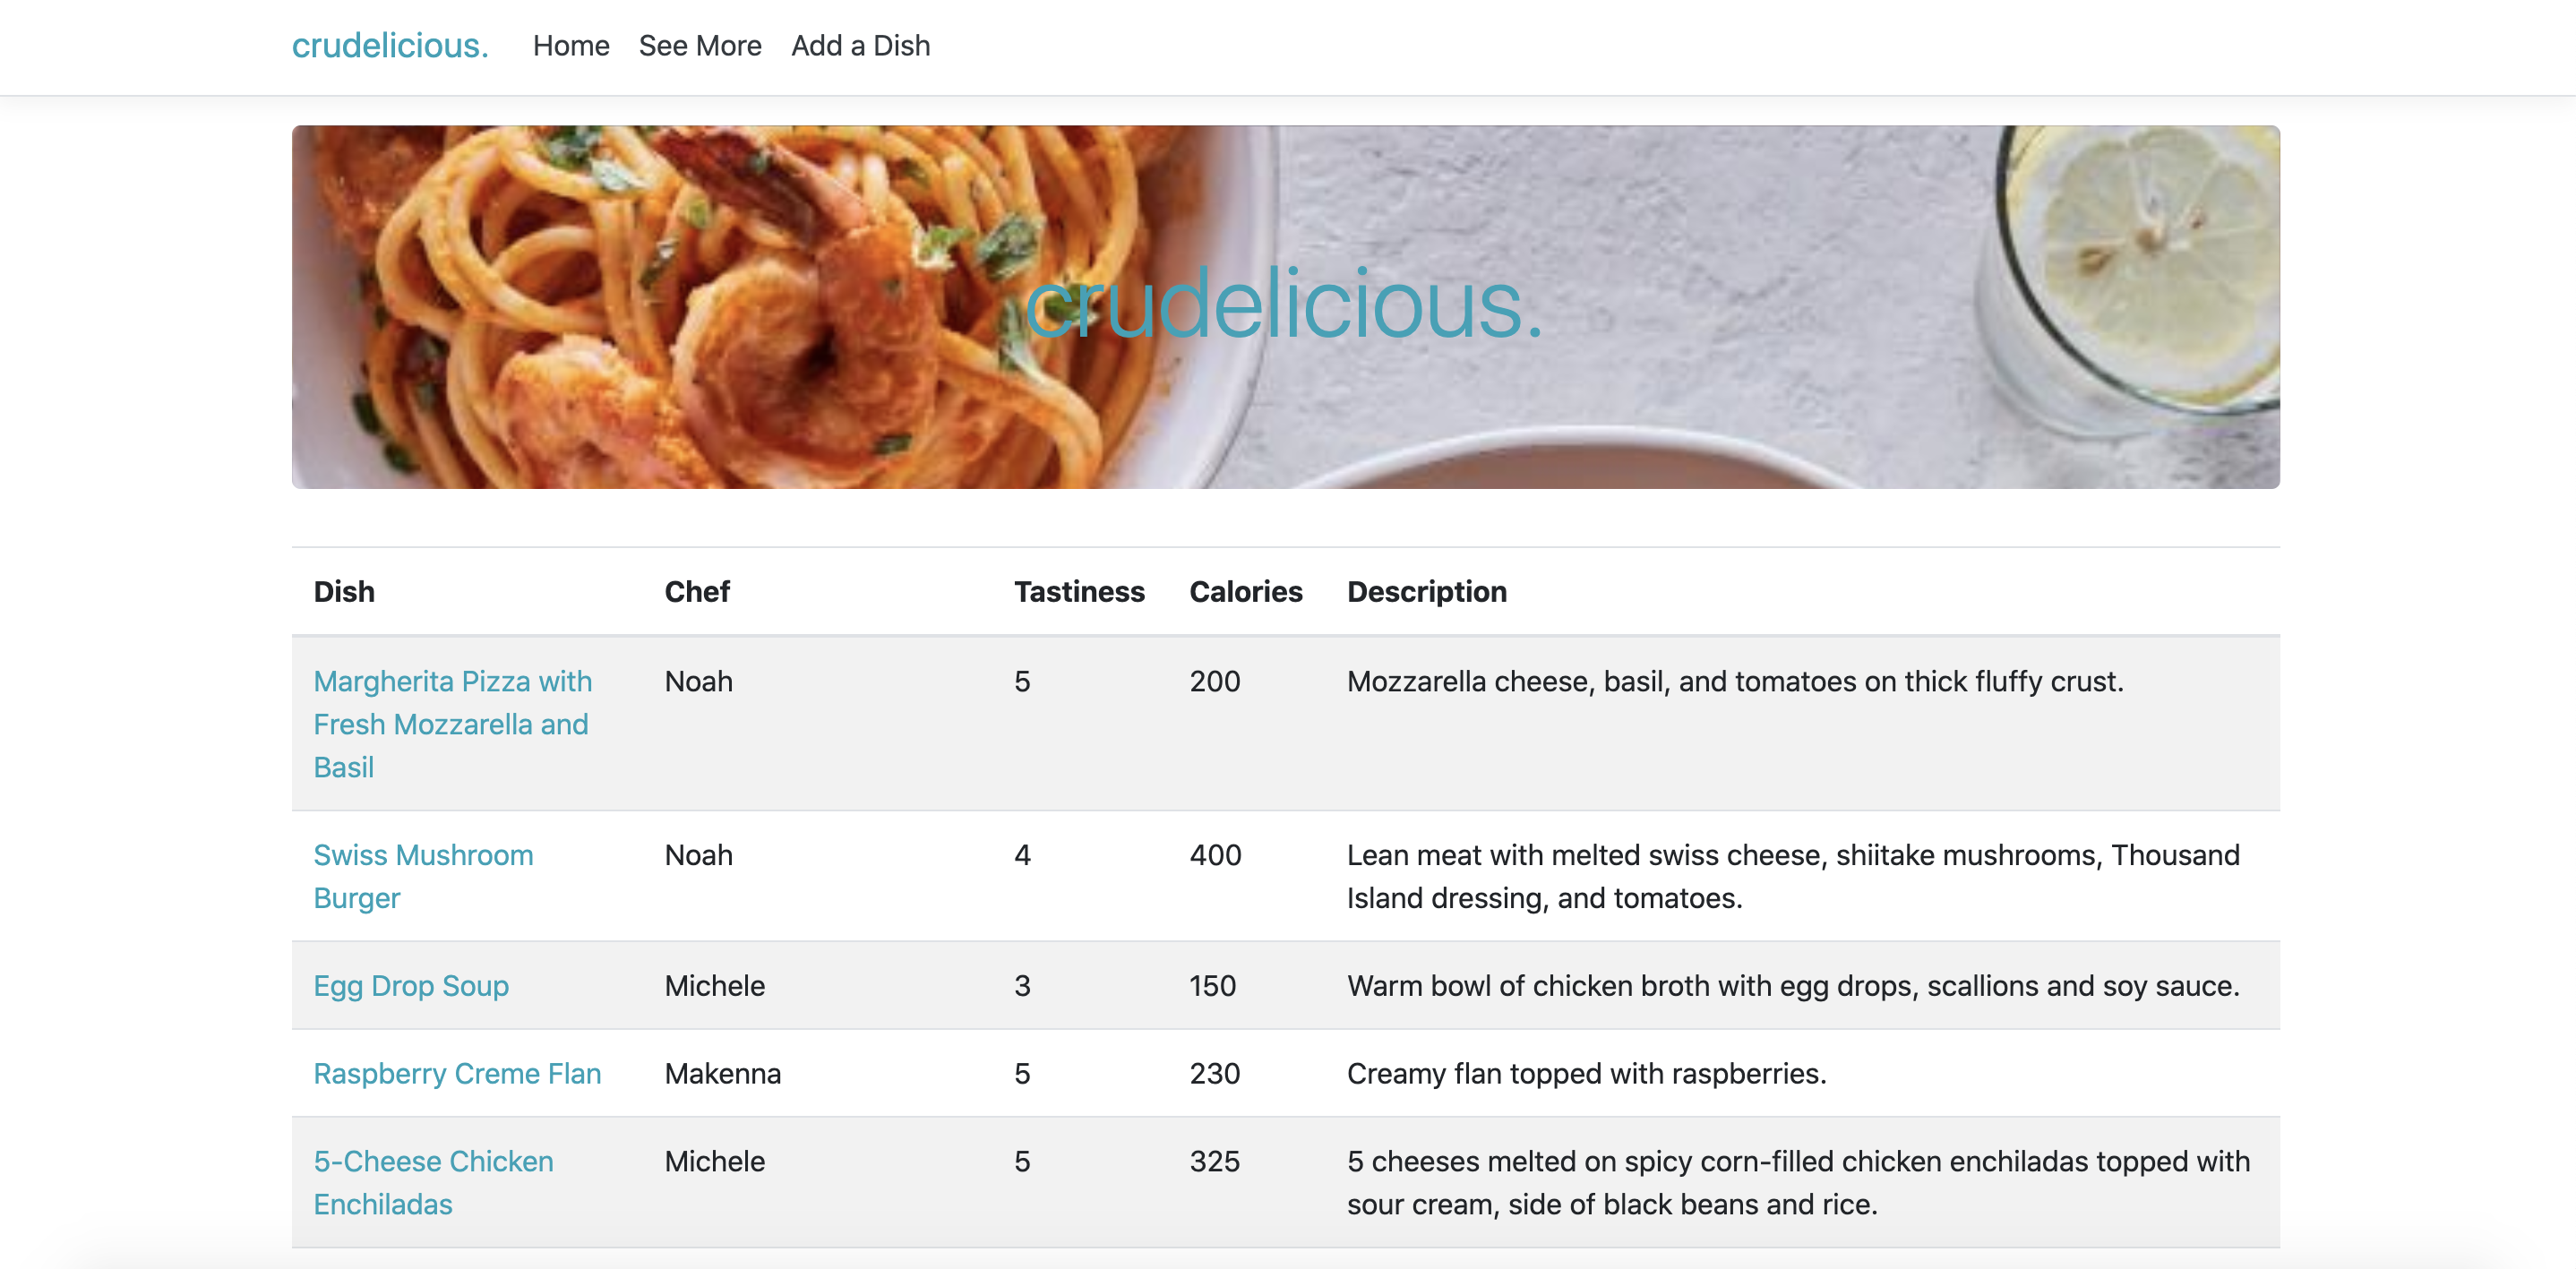 crudelicious. Home See More Add a Dish
crudelicious.
Dish Chef Tastiness Calories Description
Margherita Pizza with Noah 5 200 Mozzarella cheese, basil, and tomatoes on thick fluffy crust.
Fresh Mozzarella and
Basil
Swiss Mushroom Noah 4 400 Lean meat with melted swiss cheese, shiitake mushrooms, Thousand
Burger Island dressing, and tomatoes.
Egg Drop Soup Michele 3 150 Warm bowl of chicken broth with egg drops, scallions and soy sauce.
Raspberry Creme Flan Makenna 5 230 Creamy flan topped with raspberries.
5-Cheese Chicken Michele 5 325 5 cheeses melted on spicy corn-filled chicken enchiladas topped with
Enchiladas sour cream, side of black beans and rice.